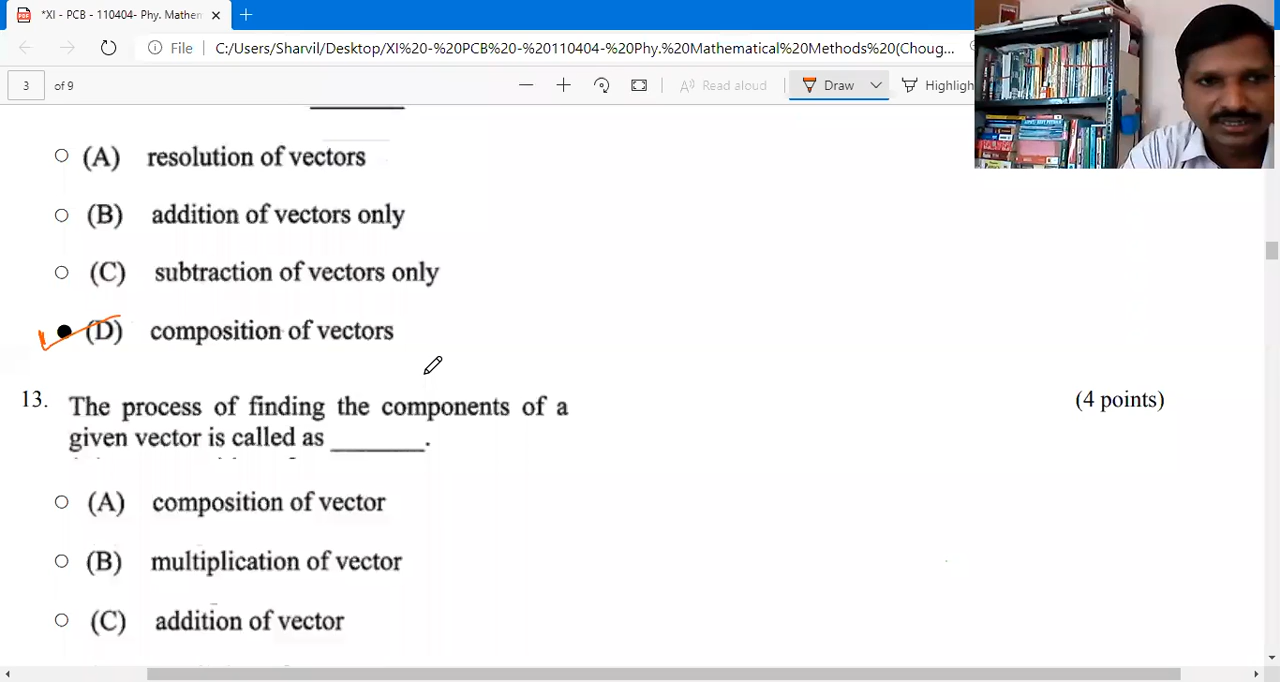 *XI - PCB - 110404- Phy. Mathem
File C:/Users/Sharvil/Desktop/XI%20-%20PCB%20-%20110404-%20Phy.%20Mathematical%20Methods%20(Choug...
3 of 9 Read aloud Draw Highligh
(A) resolution of vectors
(B) addition of vectors only
(C) subtraction of vectors only
(D) composition of vectors
13. The process of finding the components of a (4 points)
given vector is called as ________.
(A) composition of vector
(B) multiplication of vector
(C) addition of vector